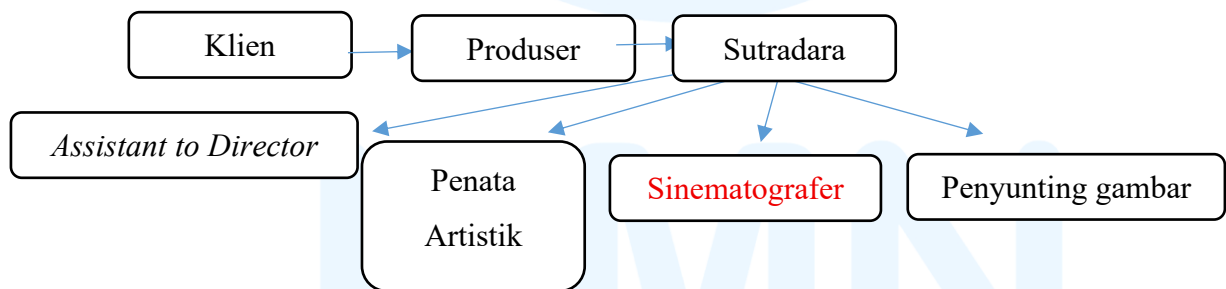 Klien
Produser
Sutradara
Assistant to Director
Penata
Artistik
Sinematografer
Penyunting gambar